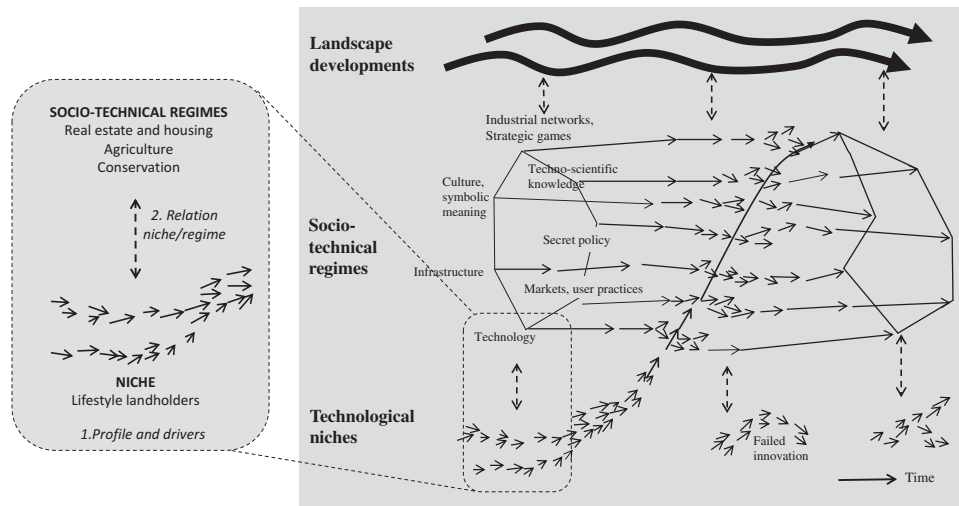 SOCIO-TECHNICAL REGIMES
Real estate and housing
Agriculture
Conservation
2. Relation
niche/regime
NICHE
Lifestyle landholders
1.Profile and drivers
Landscape
developments
Industrial networks,
Strategic games
Techno-scientific
knowledge
Culture,
symbolic
meaning
Socio-
technical
regimes
Secret policy
Infrastructure
Markets, user practices
Technology
Technological
niches
Failed
innovation
Time